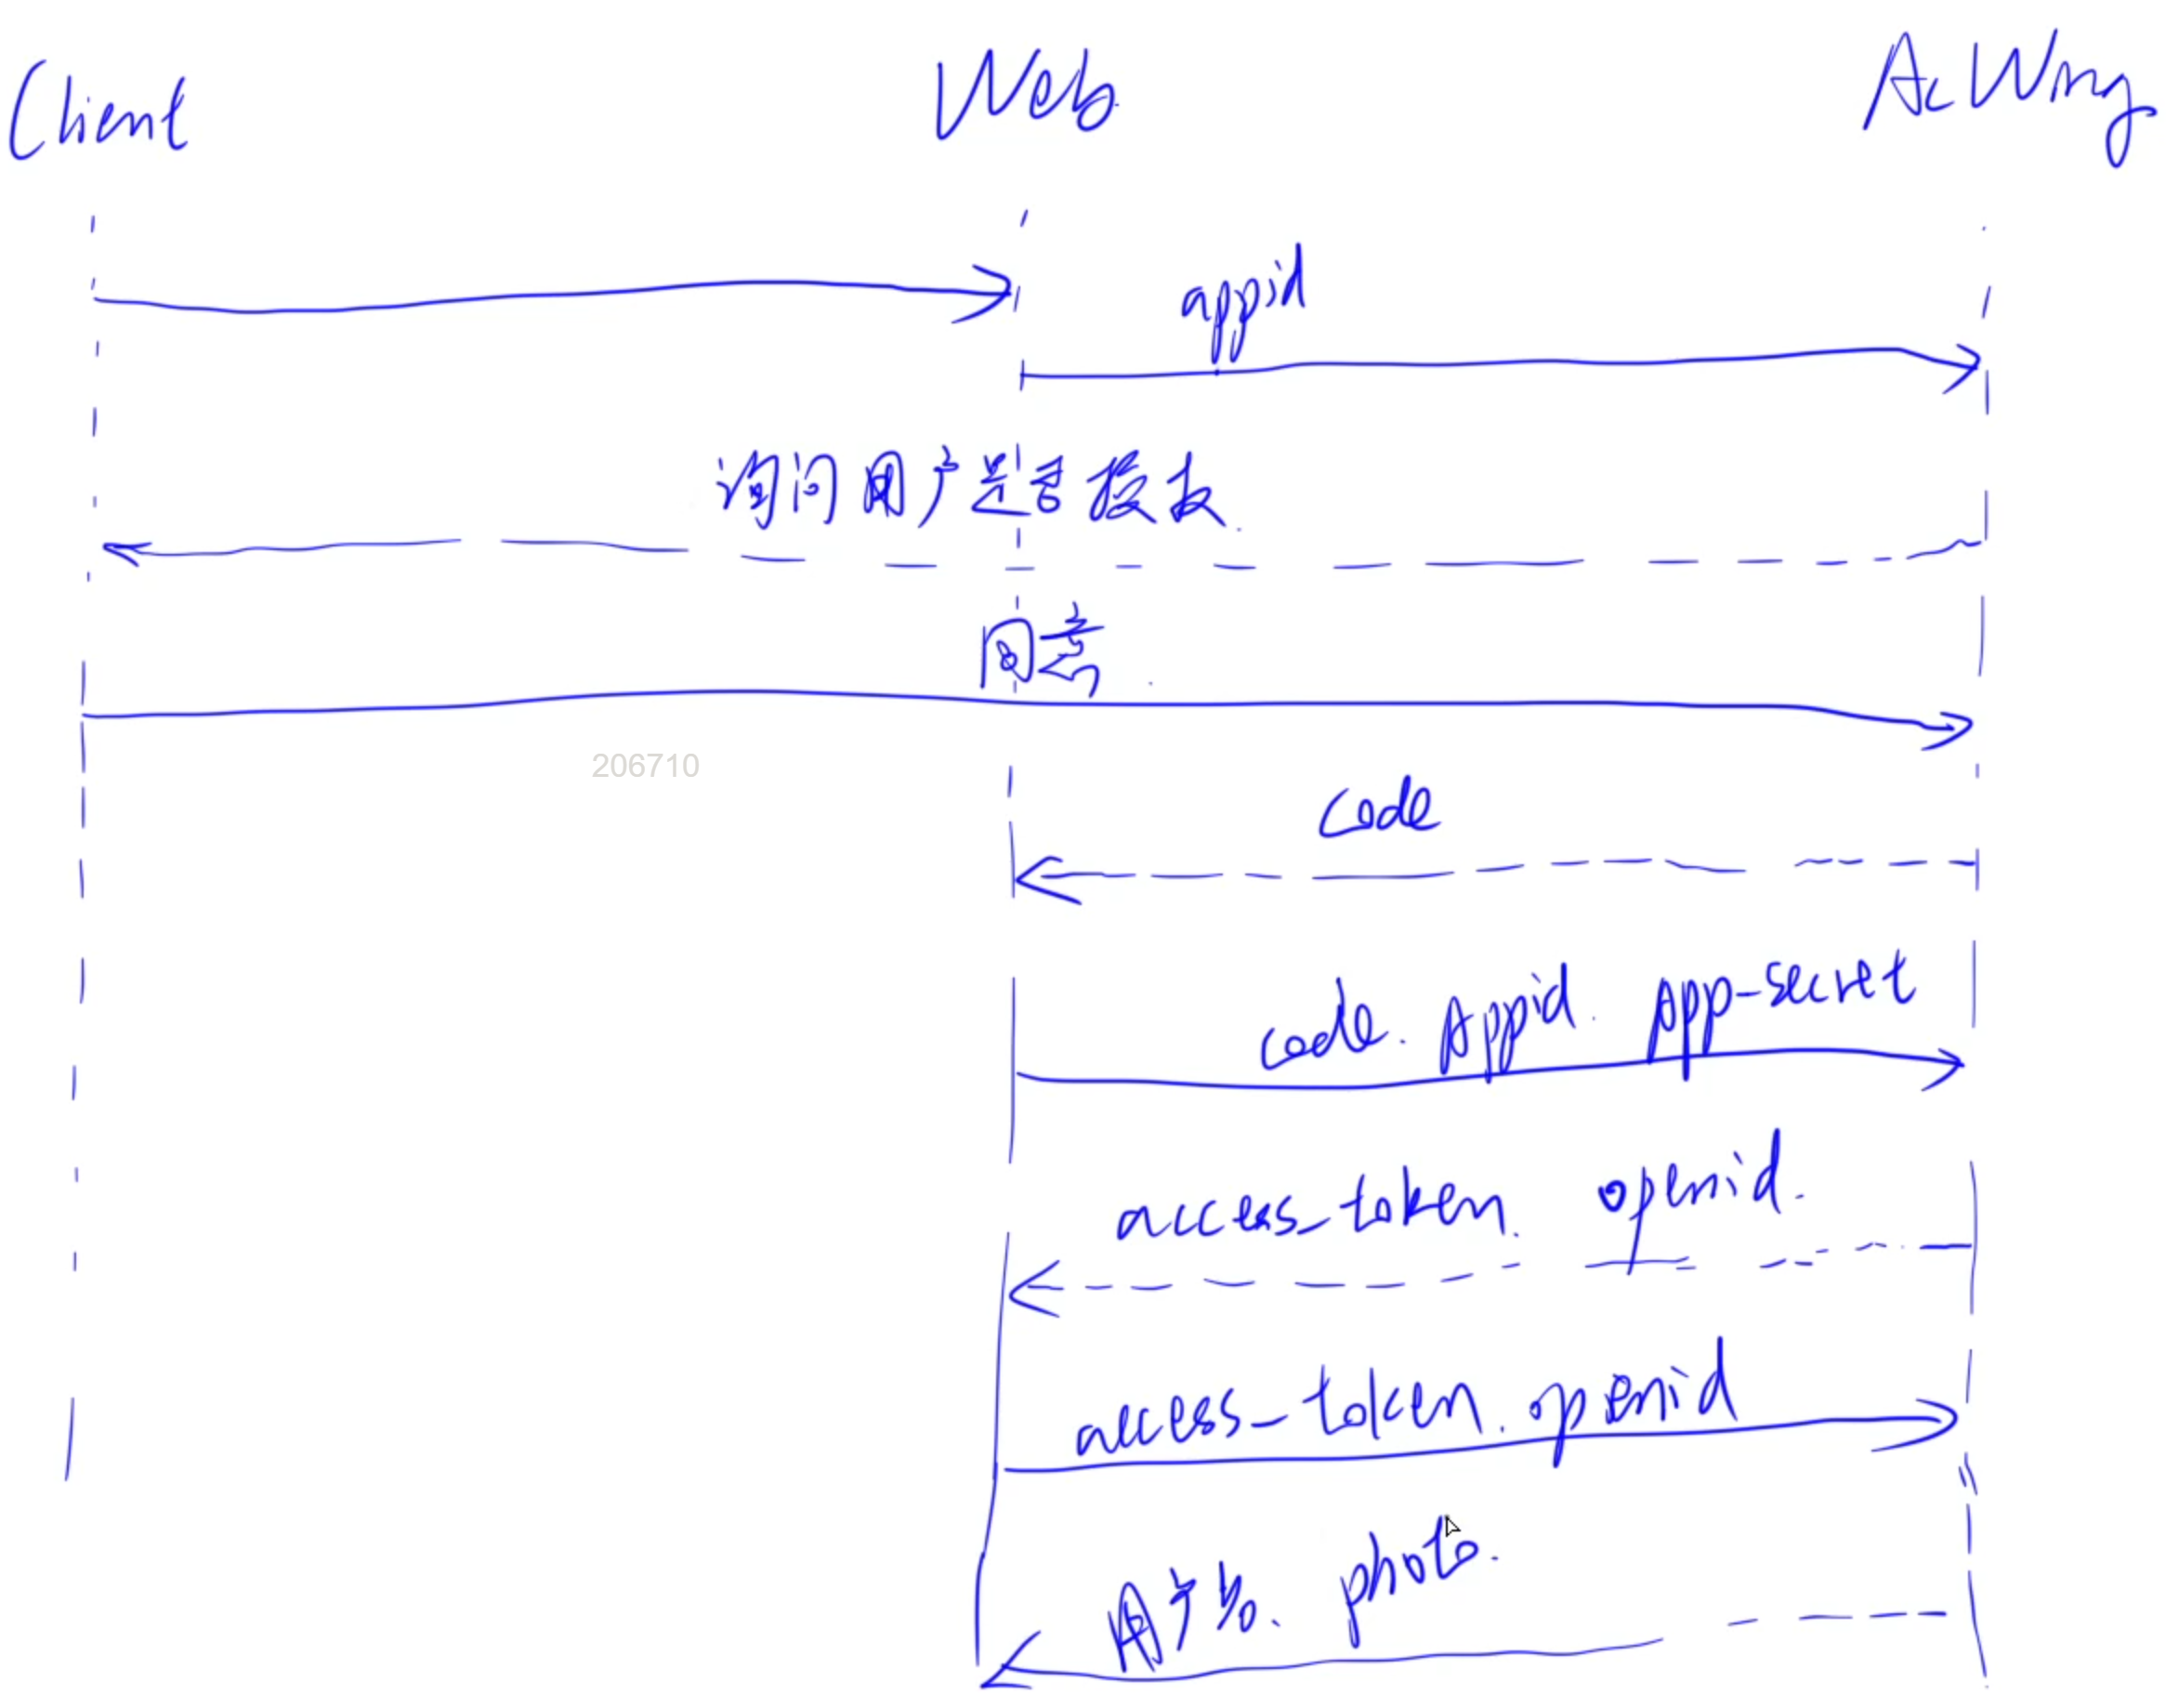 Client Web AcWing
appid
询问用户是否授权
同意
206710
code
code. Appid. App-secret
access_token. openid.
access_token. openid
用户名、photo.